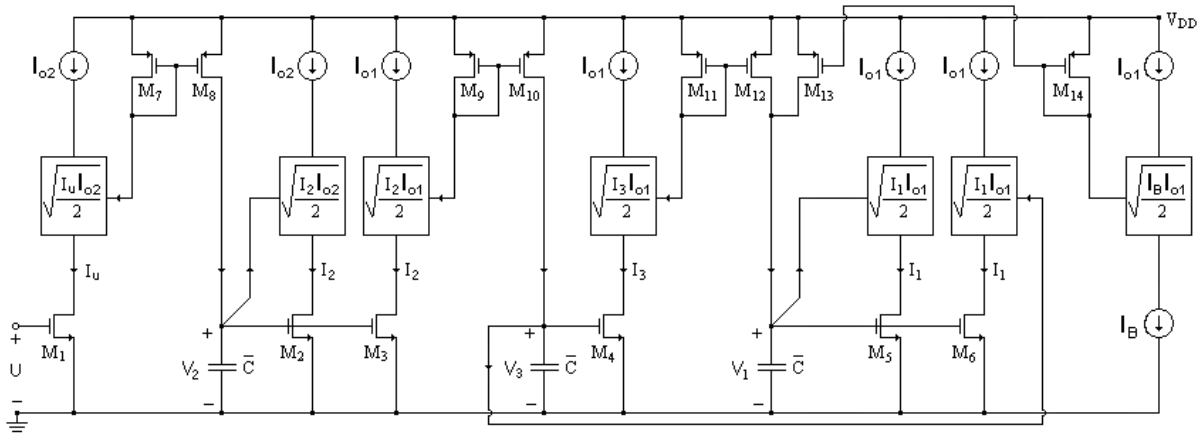 V_DD
I_o2 M_7 M_8 I_o2 I_o1 M_9 M_10 I_o1 M_11 M_12 M_13 I_o1 I_o1 M_14 I_o1
√(I_u I_o2 / 2) √(I_2 I_o2 / 2) √(I_2 I_o1 / 2) √(I_3 I_o1 / 2) √(I_1 I_o1 / 2) √(I_1 I_o1 / 2) √(I_B I_o1 / 2)
I_u I_2 I_2 I_3 I_1 I_1
+ M_1 + M_2 M_3 + M_4 + M_5 M_6 I_B
U V_2 C̅ V_3 C̅ V_1 C̅
− − − −